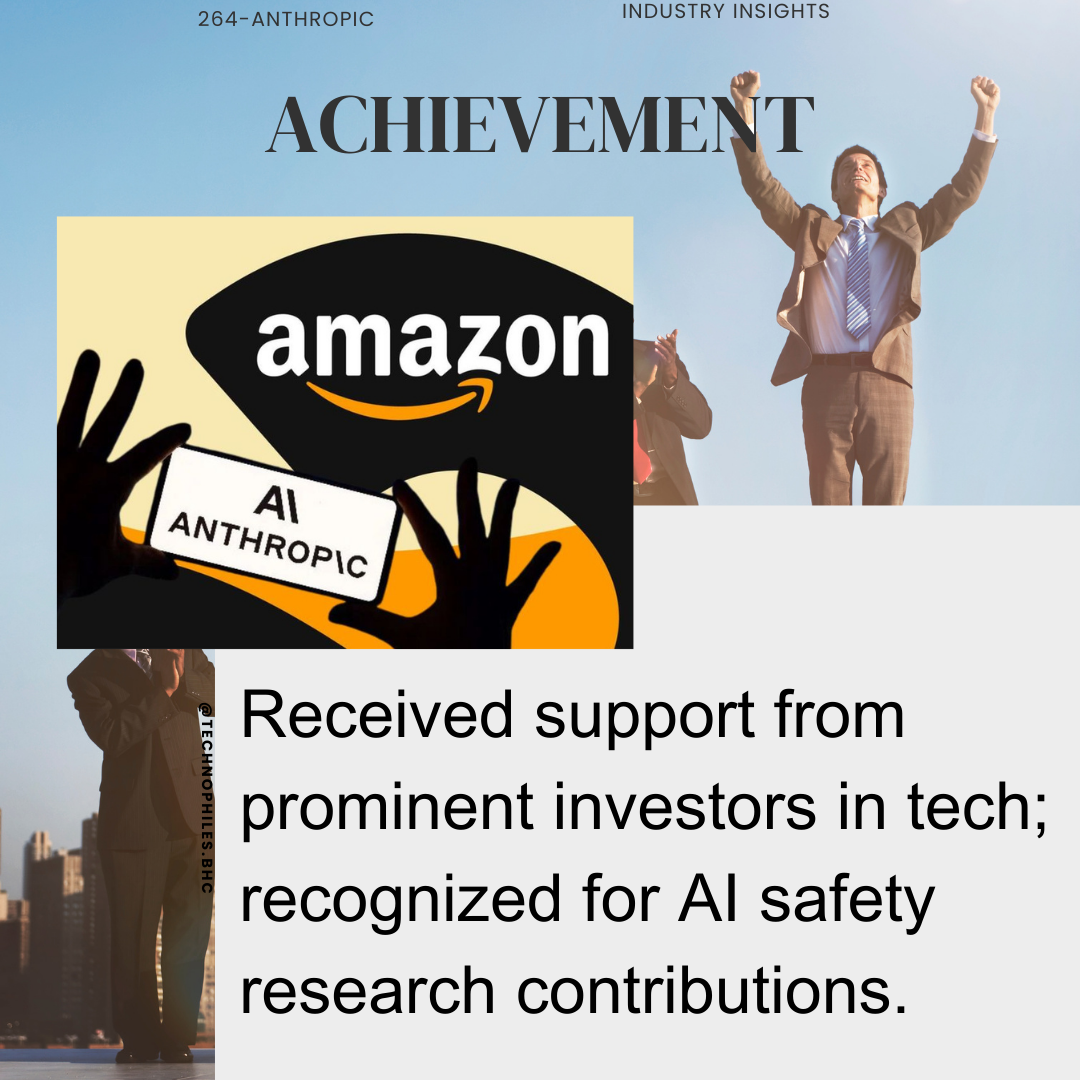 264-ANTHROPIC
INDUSTRY INSIGHTS
ACHIEVEMENT
amazon
AI
ANTHROP\C
@TECHNOPHILES.BHC
Received support from
prominent investors in tech;
recognized for AI safety
research contributions.